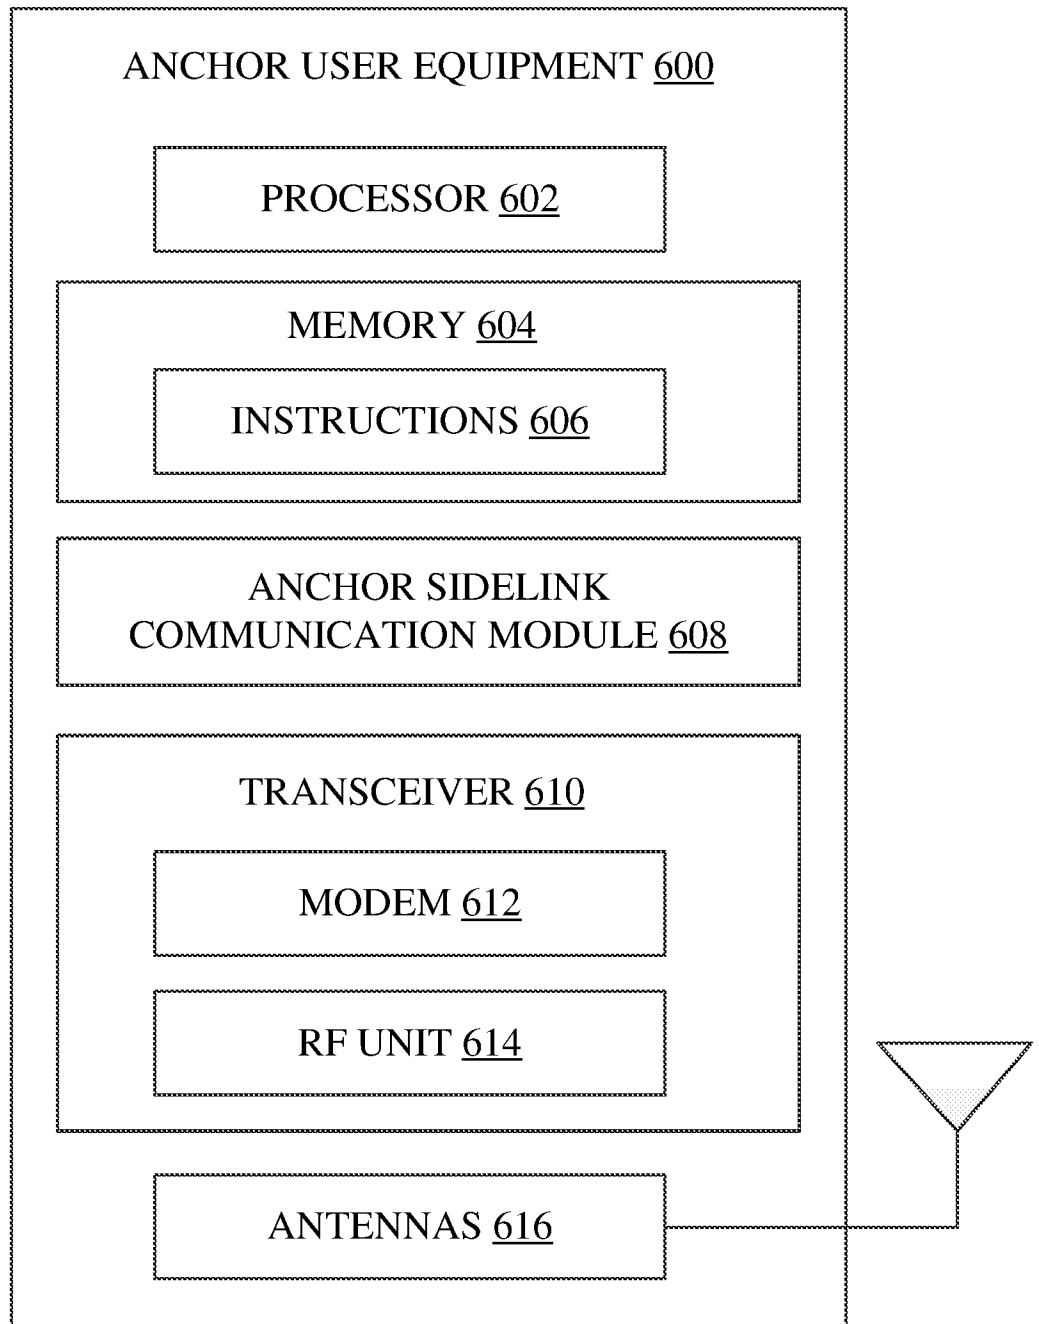 ANCHOR USER EQUIPMENT 600
PROCESSOR 602
MEMORY 604
INSTRUCTIONS 606
ANCHOR SIDELINK
COMMUNICATION MODULE 608
TRANSCEIVER 610
MODEM 612
RF UNIT 614
ANTENNAS 616